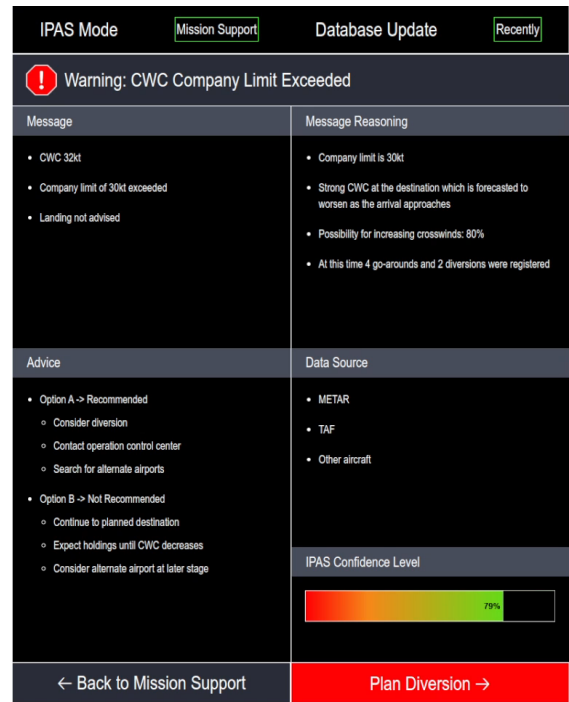 IPAS Mode
Mission Support
Database Update
Recently
! Warning: CWC Company Limit Exceeded
Message
• CWC 32kt
• Company limit of 30kt exceeded
• Landing not advised
Message Reasoning
• Company limit is 30kt
• Strong CWC at the destination which is forecasted to
worsen as the arrival approaches
• Possibility for increasing crosswinds: 80%
• At this time 4 go-arounds and 2 diversions were registered
Advice
• Option A -> Recommended
◦ Consider diversion
◦ Contact operation control center
◦ Search for alternate airports
• Option B -> Not Recommended
◦ Continue to planned destination
◦ Expect holdings until CWC decreases
◦ Consider alternate airport at later stage
Data Source
• METAR
• TAF
• Other aircraft
IPAS Confidence Level
79%
← Back to Mission Support
Plan Diversion →